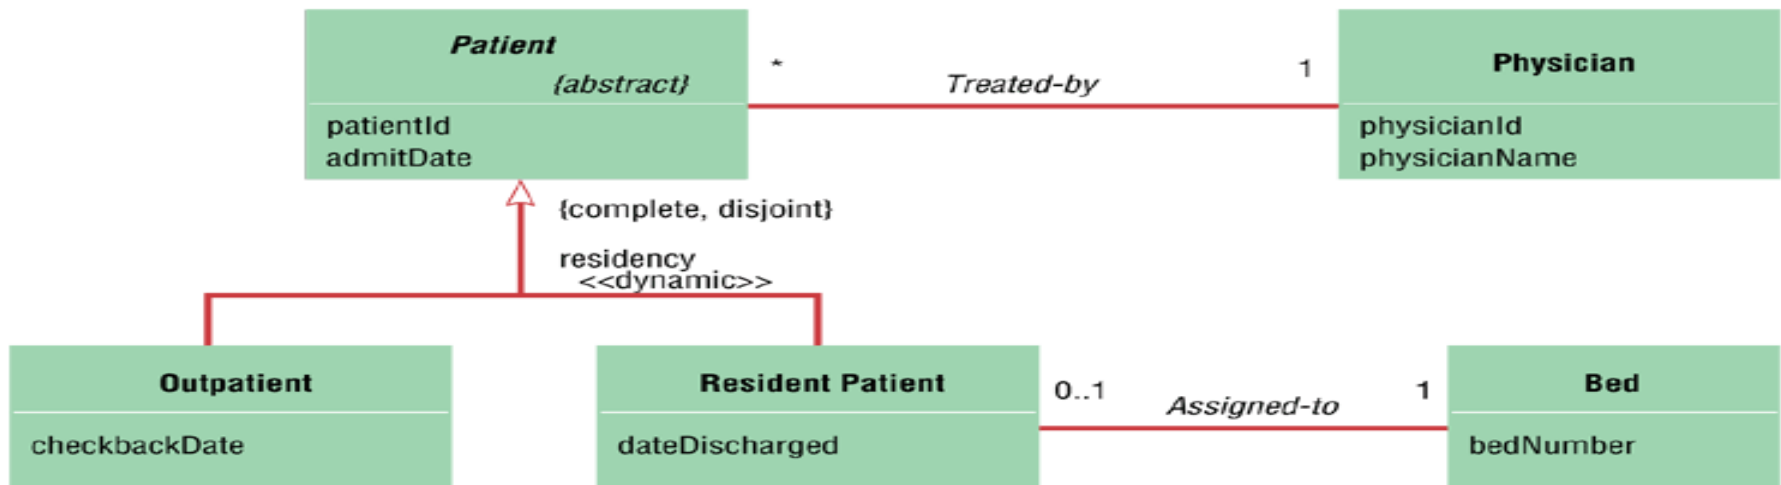 Patient
{abstract}
patientId
admitDate
*
Treated-by
1
Physician
physicianId
physicianName
{complete, disjoint}
residency
<<dynamic>>
Outpatient
checkbackDate
Resident Patient
dateDischarged
0..1
Assigned-to
1
Bed
bedNumber